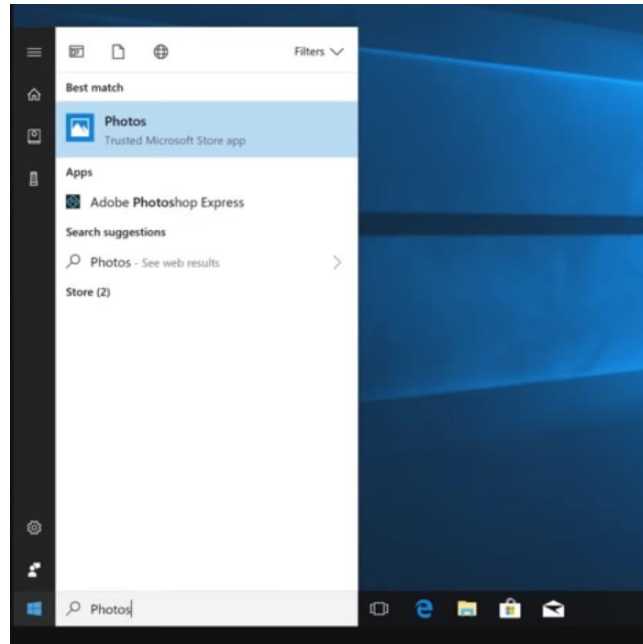 Filters
Best match
Photos
Trusted Microsoft Store app
Apps
Adobe Photoshop Express
Search suggestions
Photos - See web results
Store (2)
Photos